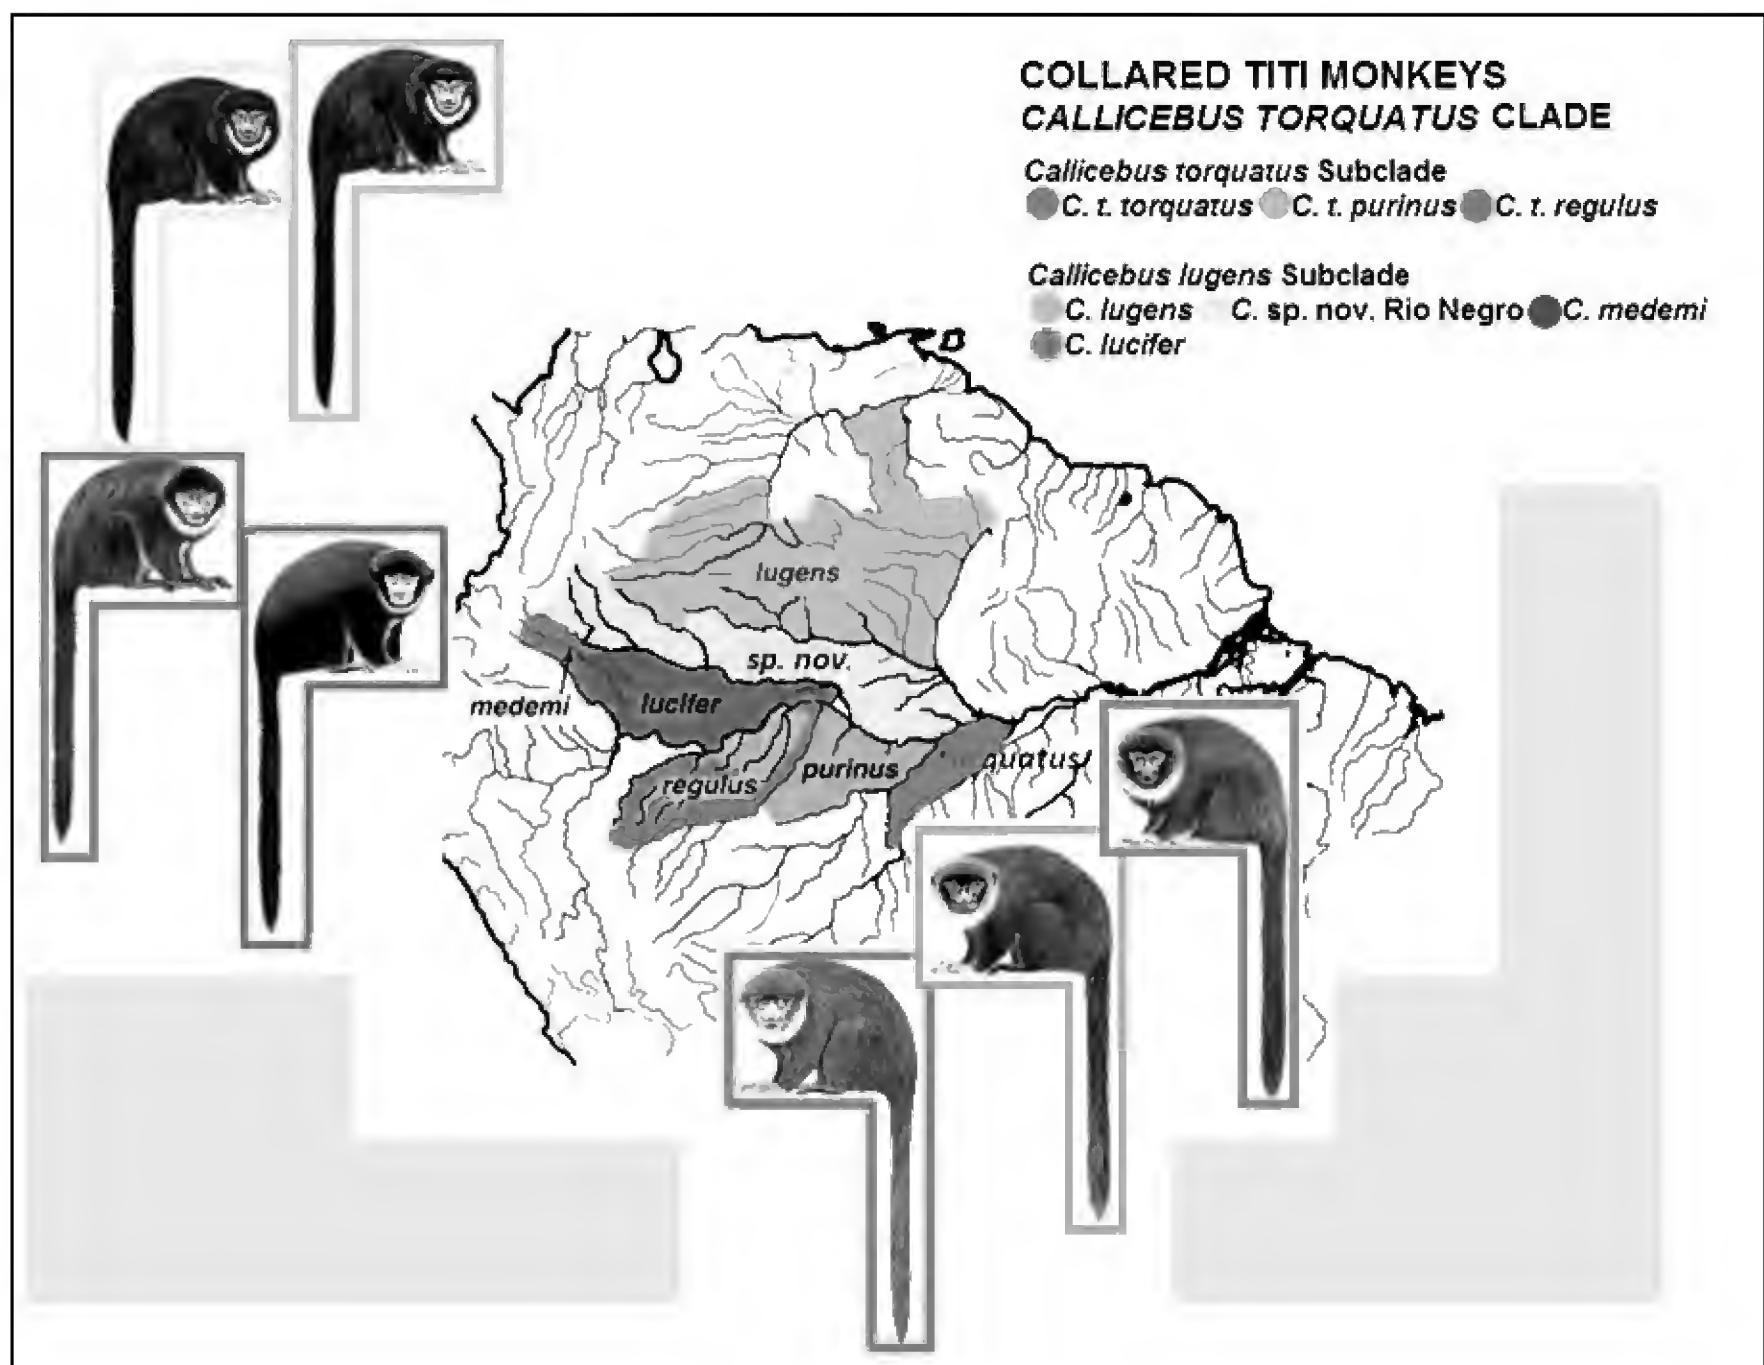 COLLARED TITI MONKEYS
CALLICEBUS TORQUATUS CLADE
Callicebus torquatus Subclade
C. t. torquatus C. t. purinus C. t. regulus
Callicebus lugens Subclade
C. lugens C. sp. nov. Rio Negro C. medemi
C. lucifer
lugens
sp. nov.
medemi
lucifer
regulus
purinus
quatus